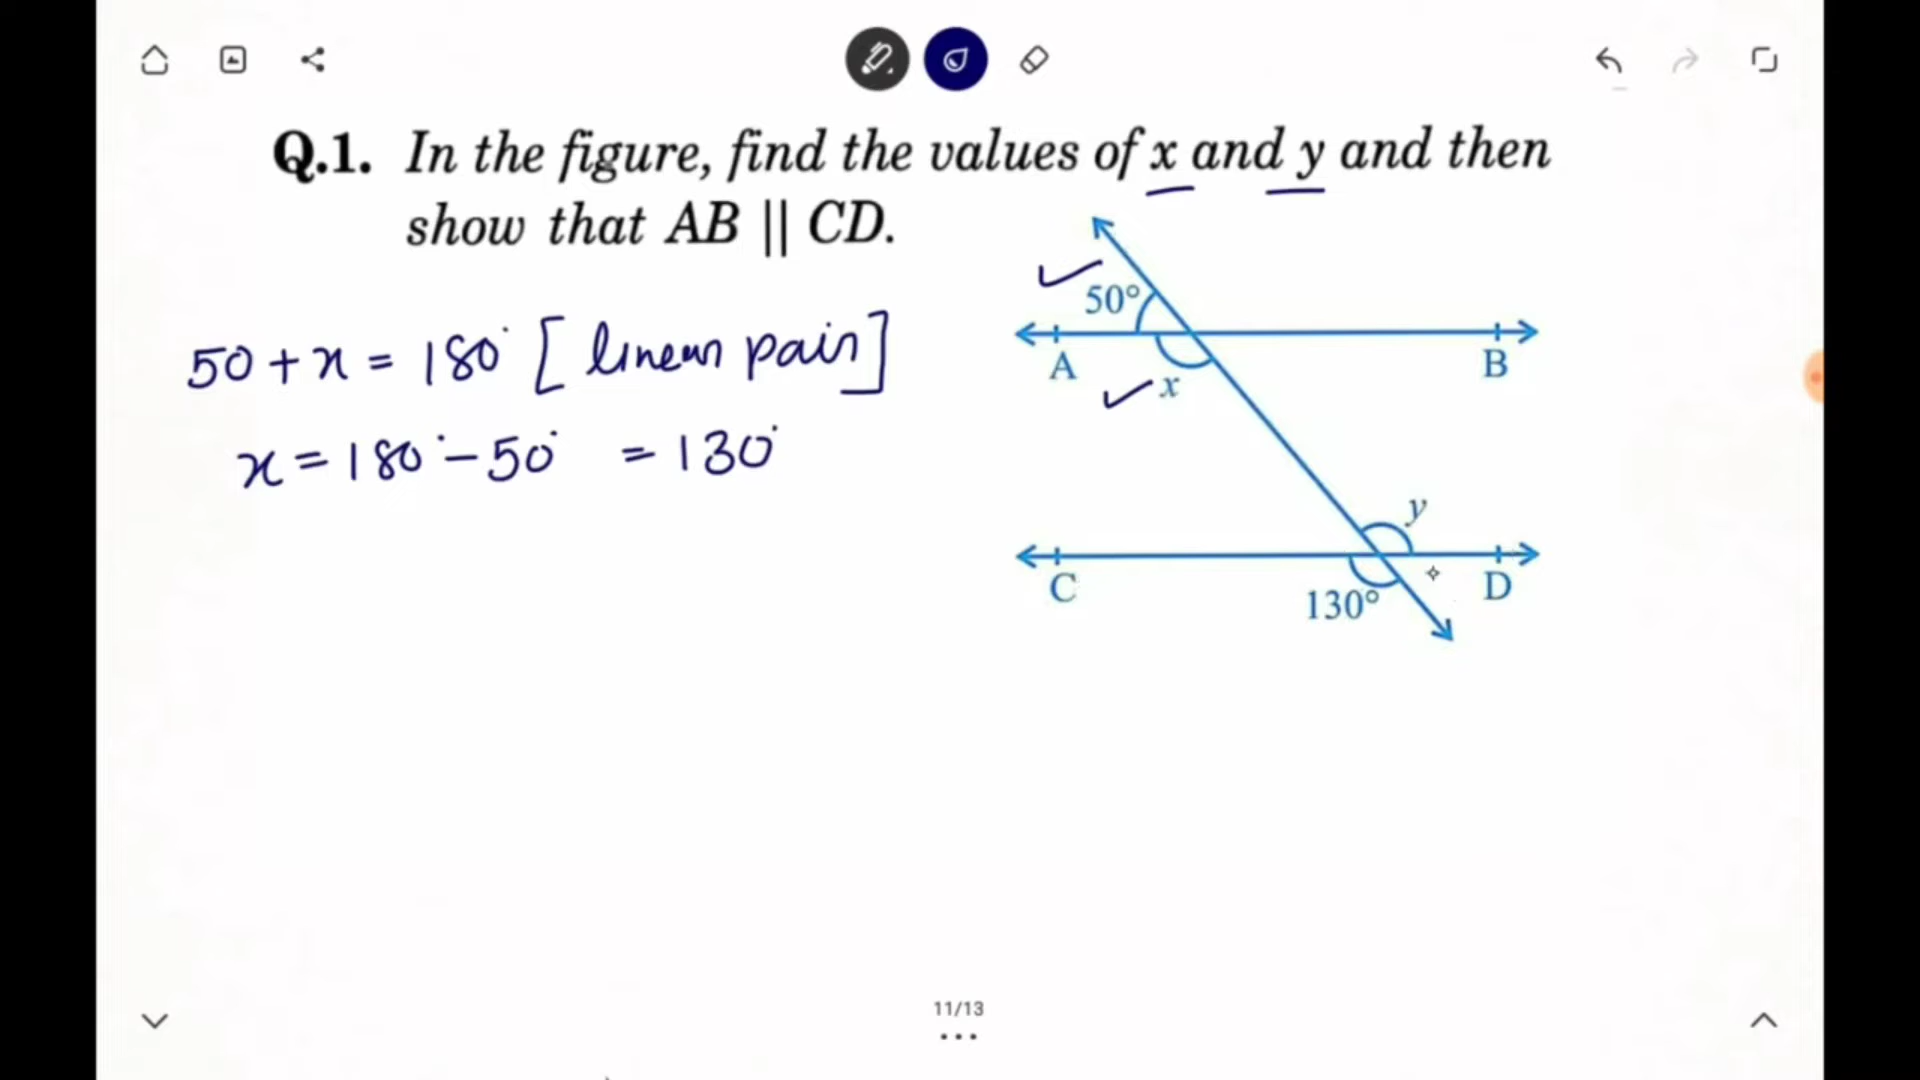 Q.1. In the figure, find the values of x and y and then
show that AB || CD.
50°
A
B
x
50 + x = 180° [linear pair]
x = 180° - 50° = 130°
y
C
D
130°
11/13